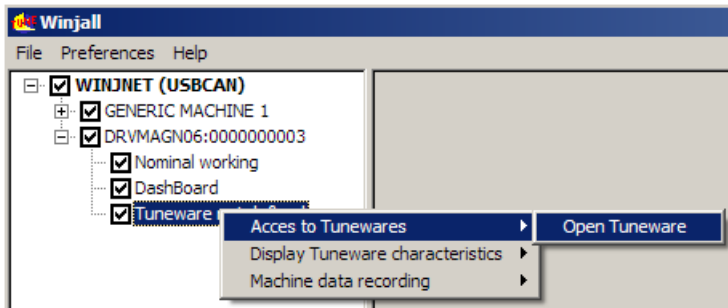 Winjall
File Preferences Help
WINJNET (USBCAN)
GENERIC MACHINE 1
DRVMAGN06:0000000003
Nominal working
DashBoard
Tuneware
Acces to Tunewares
Open Tuneware
Display Tuneware characteristics
Machine data recording